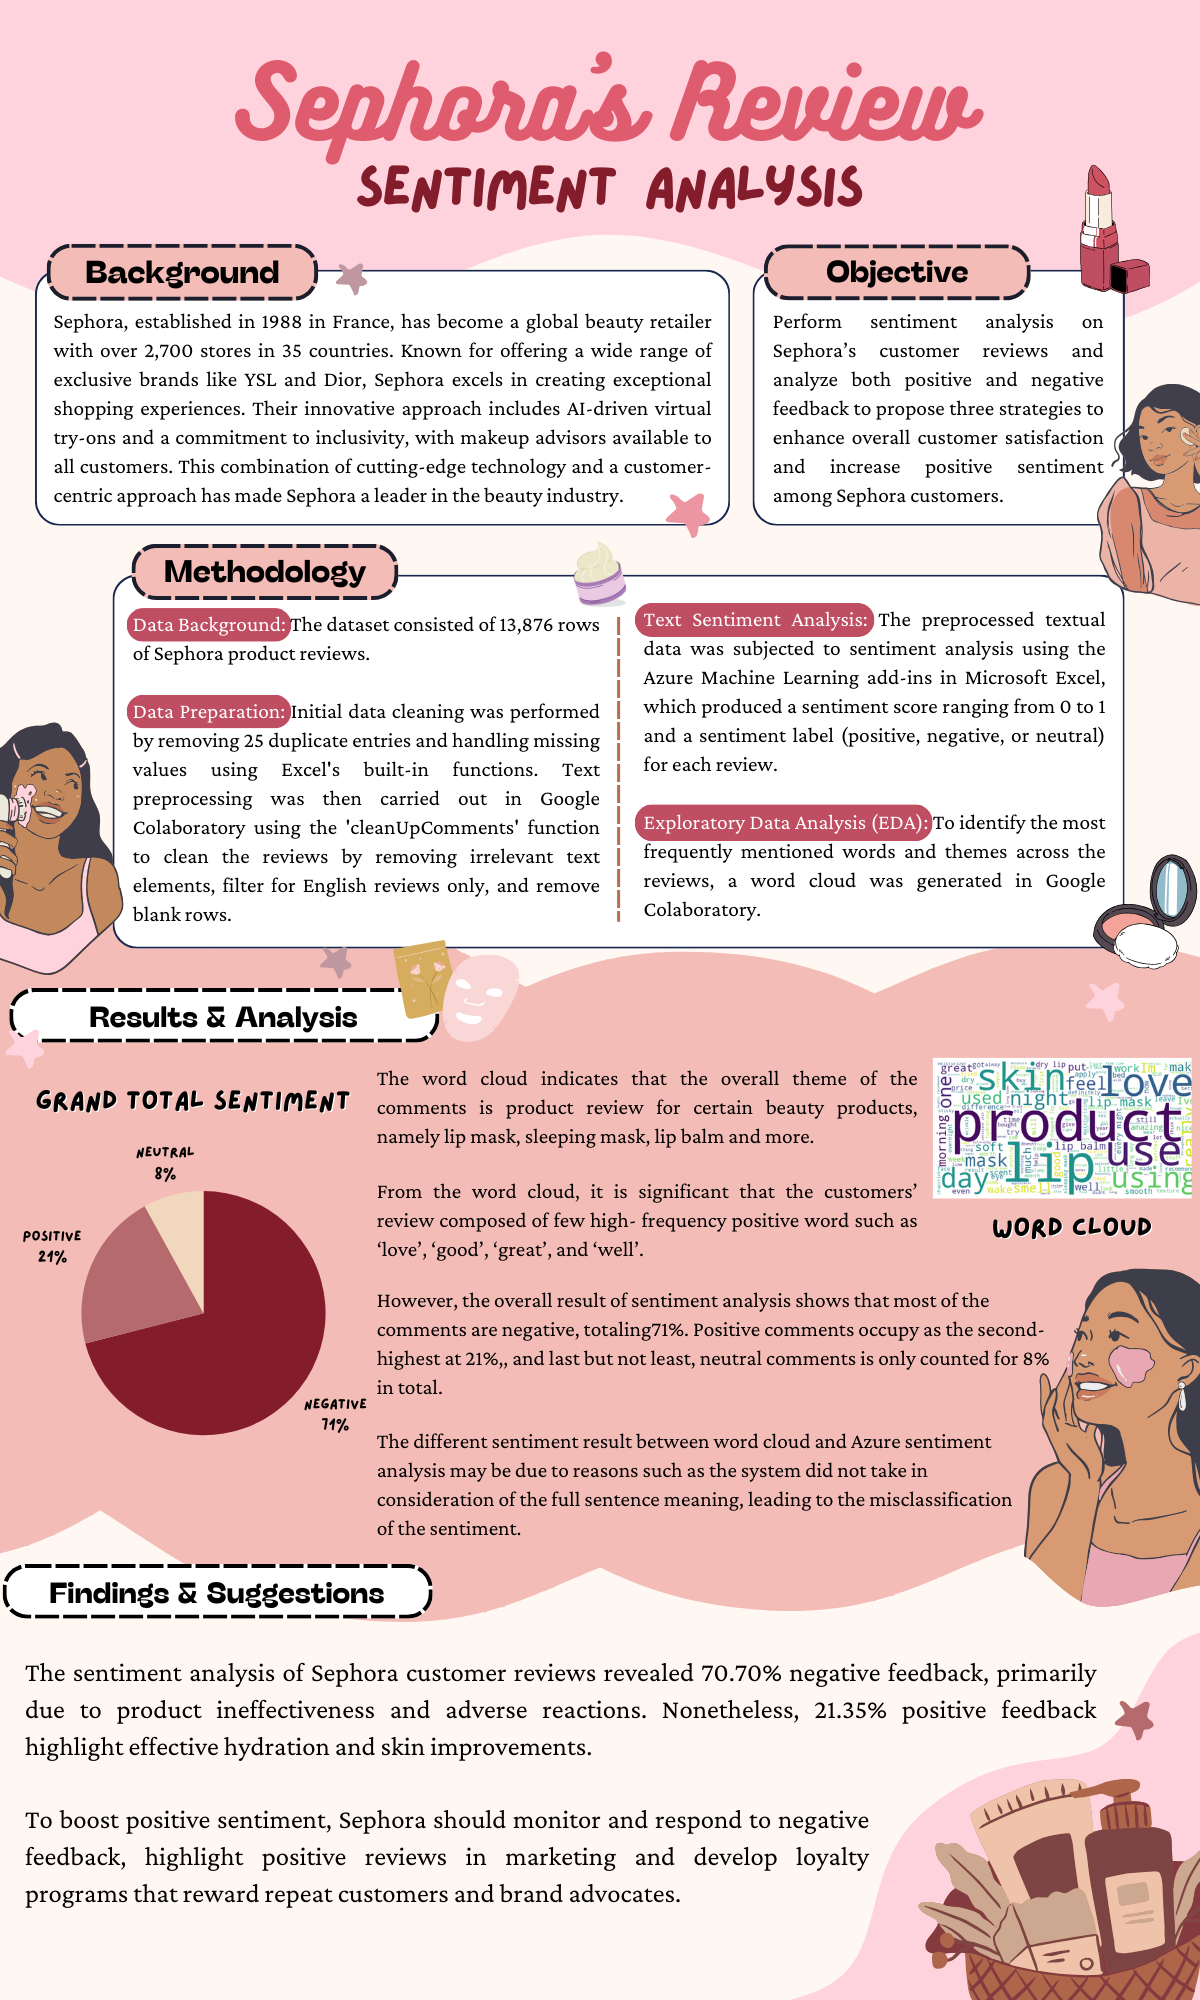 Sephora's Review
SENTIMENT ANALYSIS
Background
Sephora, established in 1988 in France, has become a global beauty retailer
with over 2,700 stores in 35 countries. Known for offering a wide range of
exclusive brands like YSL and Dior, Sephora excels in creating exceptional
shopping experiences. Their innovative approach includes AI-driven virtual
try-ons and a commitment to inclusivity, with makeup advisors available to
all customers. This combination of cutting-edge technology and a customer-
centric approach has made Sephora a leader in the beauty industry.
Objective
Perform sentiment analysis on
Sephora’s customer reviews and
analyze both positive and negative
feedback to propose three strategies to
enhance overall customer satisfaction
and increase positive sentiment
among Sephora customers.
Methodology
Data Background: The dataset consisted of 13,876 rows
of Sephora product reviews.
Data Preparation: Initial data cleaning was performed
by removing 25 duplicate entries and handling missing
values using Excel's built-in functions. Text
preprocessing was then carried out in Google
Colaboratory using the 'cleanUpComments' function
to clean the reviews by removing irrelevant text
elements, filter for English reviews only, and remove
blank rows.
Text Sentiment Analysis: The preprocessed textual
data was subjected to sentiment analysis using the
Azure Machine Learning add-ins in Microsoft Excel,
which produced a sentiment score ranging from 0 to 1
and a sentiment label (positive, negative, or neutral)
for each review.
Exploratory Data Analysis (EDA): To identify the most
frequently mentioned words and themes across the
reviews, a word cloud was generated in Google
Colaboratory.
Results & Analysis
GRAND TOTAL SENTIMENT
NEUTRAL
8%
POSITIVE
21%
NEGATIVE
71%
The word cloud indicates that the overall theme of the
comments is product review for certain beauty products,
namely lip mask, sleeping mask, lip balm and more.
From the word cloud, it is significant that the customers’
review composed of few high- frequency positive word such as
‘love’, ‘good’, ‘great’, and ‘well’.
However, the overall result of sentiment analysis shows that most of the
comments are negative, totaling71%. Positive comments occupy as the second-
highest at 21%,, and last but not least, neutral comments is only counted for 8%
in total.
The different sentiment result between word cloud and Azure sentiment
analysis may be due to reasons such as the system did not take in
consideration of the full sentence meaning, leading to the misclassification
of the sentiment.
great
dry lip
put
work
skin
feel
love
used
night
lip mask
one
product
morning
soft
lip balm
use
mask
lip
really
day
using
even
wake
smell
well
smooth
WORD CLOUD
Findings & Suggestions
The sentiment analysis of Sephora customer reviews revealed 70.70% negative feedback, primarily
due to product ineffectiveness and adverse reactions. Nonetheless, 21.35% positive feedback
highlight effective hydration and skin improvements.
To boost positive sentiment, Sephora should monitor and respond to negative
feedback, highlight positive reviews in marketing and develop loyalty
programs that reward repeat customers and brand advocates.